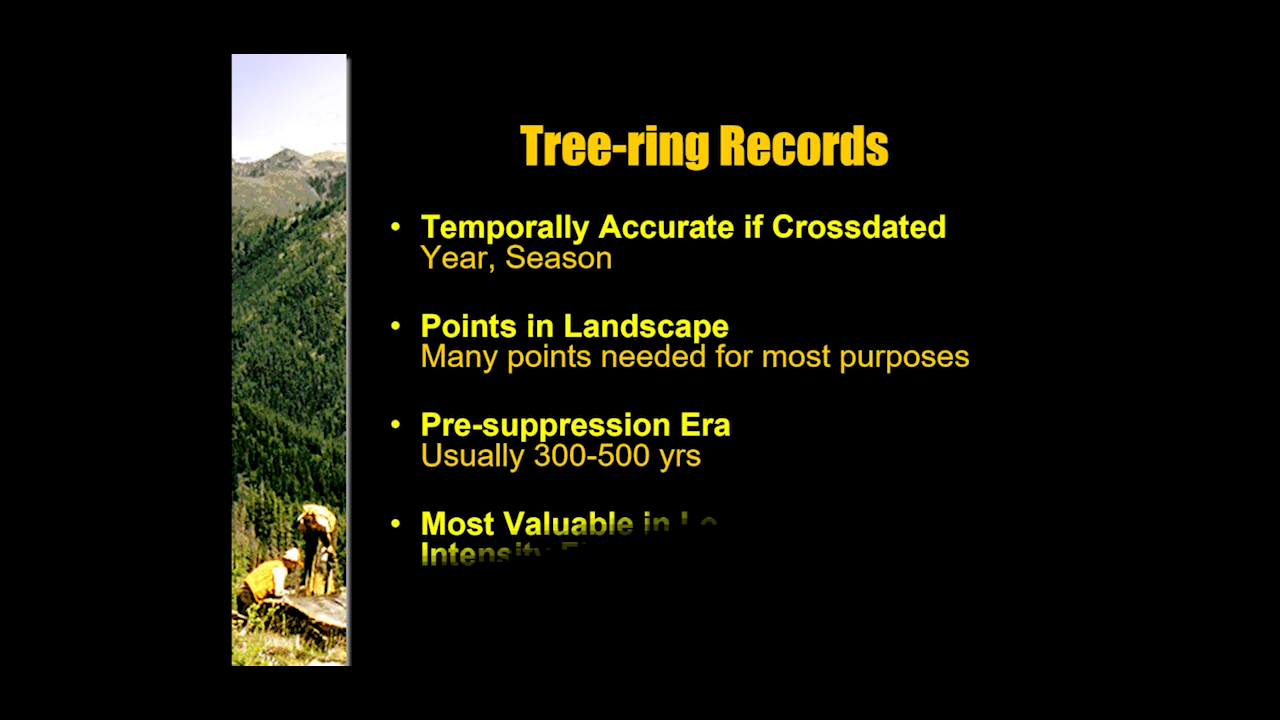 Tree-ring Records
• Temporally Accurate if Crossdated
Year, Season
• Points in Landscape
Many points needed for most purposes
• Pre-suppression Era
Usually 300-500 yrs
• Most Valuable in
Intensity